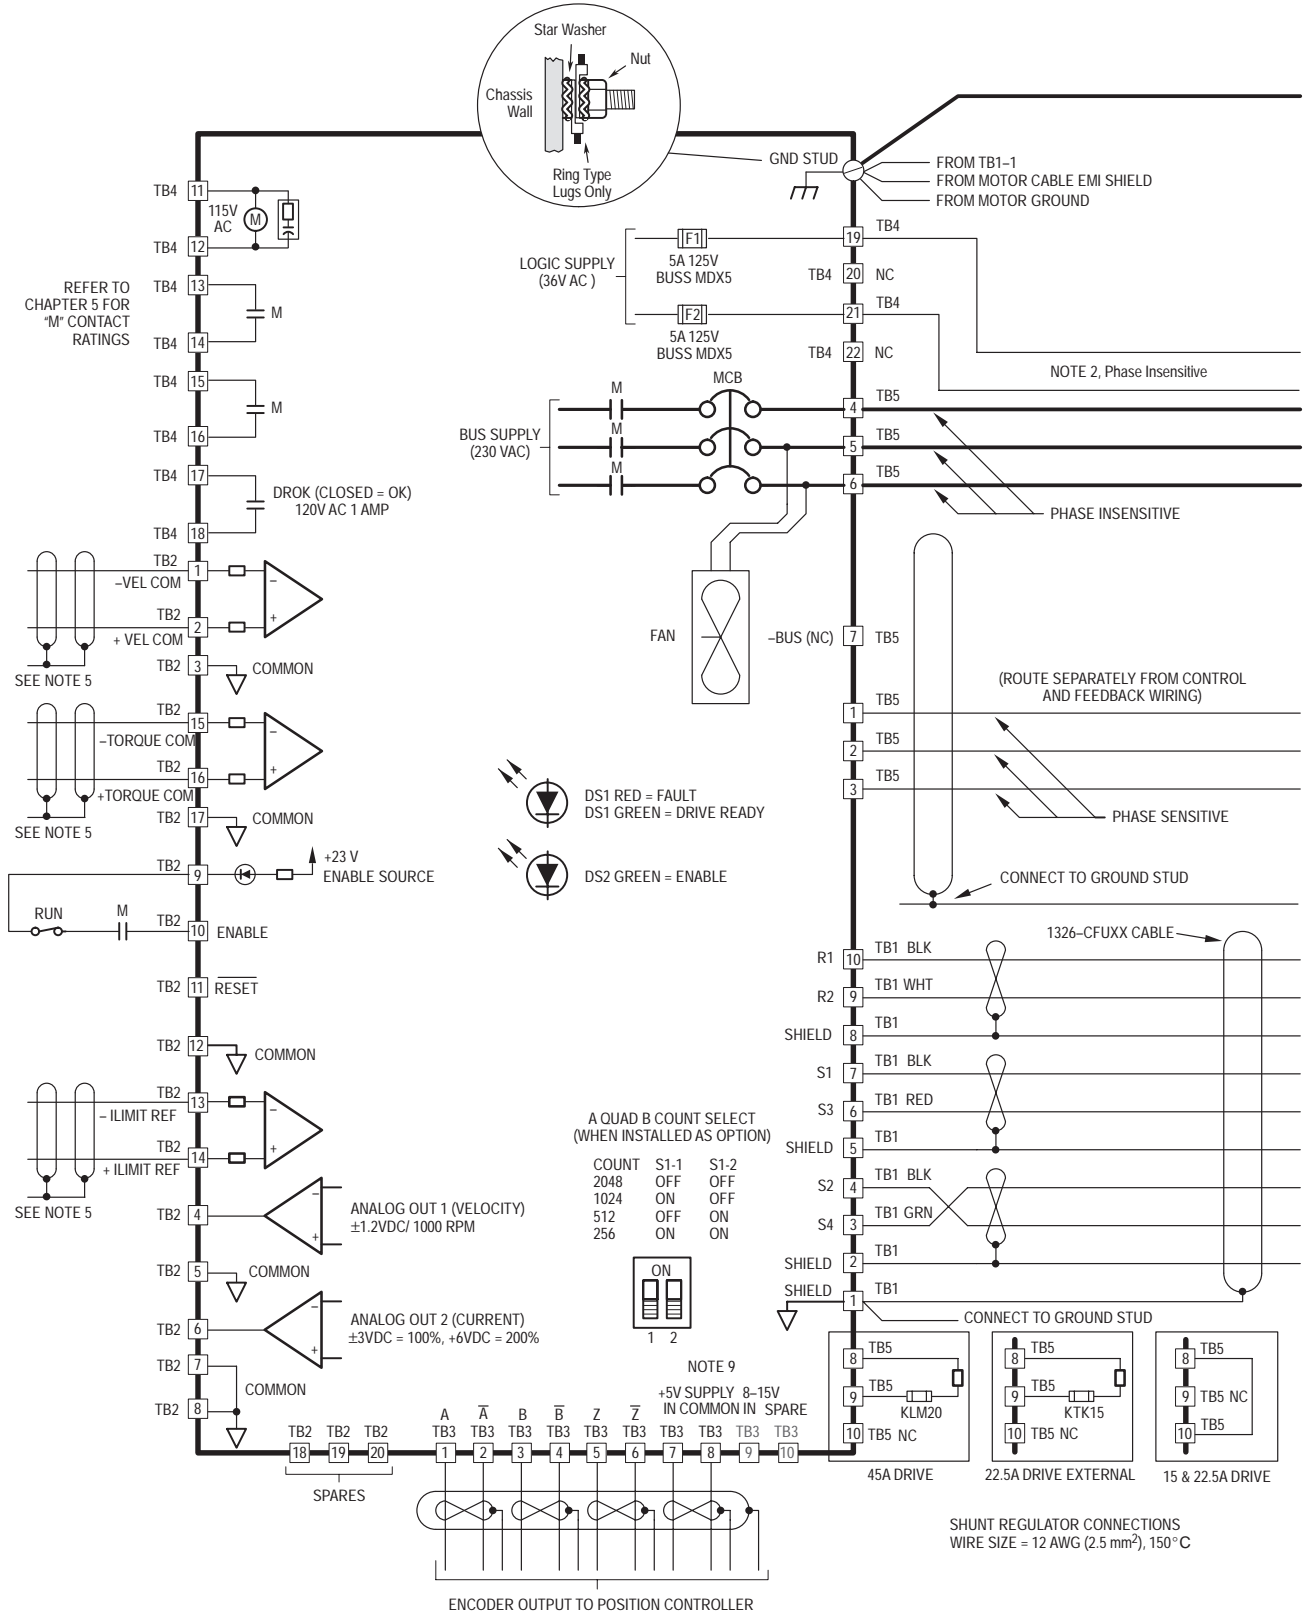 Star Washer
Nut
Chassis
Wall
Ring Type
Lugs Only
GND STUD
FROM TB1–1
FROM MOTOR CABLE EMI SHIELD
FROM MOTOR GROUND
TB4 11
115V
AC
M
TB4 12
REFER TO
CHAPTER 5 FOR
"M" CONTACT
RATINGS
TB4 13
M
TB4 14
TB4 15
M
TB4 16
TB4 17
DROK (CLOSED = OK)
120V AC 1 AMP
TB4 18
LOGIC SUPPLY
(36V AC )
F1
5A 125V
BUSS MDX5
F2
5A 125V
BUSS MDX5
19 TB4
TB4 20 NC
21 TB4
TB4 22 NC
NOTE 2, Phase Insensitive
BUS SUPPLY
(230 VAC)
M
M
M
MCB
4 TB5
5 TB5
6 TB5
PHASE INSENSITIVE
FAN
–BUS (NC) 7 TB5
(ROUTE SEPARATELY FROM CONTROL
AND FEEDBACK WIRING)
1 TB5
2 TB5
3 TB5
PHASE SENSITIVE
CONNECT TO GROUND STUD
TB2 1
–VEL COM
–
TB2 2
+ VEL COM
+
TB2 3 COMMON
SEE NOTE 5
TB2 15
–TORQUE COM
–
TB2 16
+TORQUE COM
+
TB2 17 COMMON
SEE NOTE 5
DS1 RED = FAULT
DS1 GREEN = DRIVE READY
DS2 GREEN = ENABLE
TB2 9
+23 V
ENABLE SOURCE
RUN
M
TB2 10 ENABLE
TB2 11 RESET
TB2 12 COMMON
TB2 13
– ILIMIT REF
–
TB2 14
+ ILIMIT REF
+
SEE NOTE 5
TB2 4
–
+
ANALOG OUT 1 (VELOCITY)
±1.2VDC/ 1000 RPM
TB2 5 COMMON
TB2 6
–
+
ANALOG OUT 2 (CURRENT)
±3VDC = 100%, +6VDC = 200%
TB2 7
COMMON
TB2 8
1326–CFUXX CABLE
R1 10 TB1 BLK
R2 9 TB1 WHT
SHIELD 8 TB1
S1 7 TB1 BLK
S3 6 TB1 RED
SHIELD 5 TB1
S2 4 TB1 BLK
S4 3 TB1 GRN
SHIELD 2 TB1
SHIELD 1 TB1
CONNECT TO GROUND STUD
A QUAD B COUNT SELECT
(WHEN INSTALLED AS OPTION)
COUNT S1-1 S1-2
2048 OFF OFF
1024 ON OFF
512 OFF ON
256 ON ON
ON
1 2
NOTE 9
+5V SUPPLY 8–15V
IN COMMON IN SPARE
A A B B Z Z
TB2 TB2 TB2 TB3 TB3 TB3 TB3 TB3 TB3 TB3 TB3 TB3 TB3
18 19 20 1 2 3 4 5 6 7 8 9 10
SPARES
ENCODER OUTPUT TO POSITION CONTROLLER
8 TB5
9 TB5
KLM20
10 TB5 NC
45A DRIVE
8 TB5
9 TB5
KTK15
10 TB5 NC
22.5A DRIVE EXTERNAL
8 TB5
9 TB5 NC
10 TB5
15 & 22.5A DRIVE
SHUNT REGULATOR CONNECTIONS
WIRE SIZE = 12 AWG (2.5 mm²), 150°C